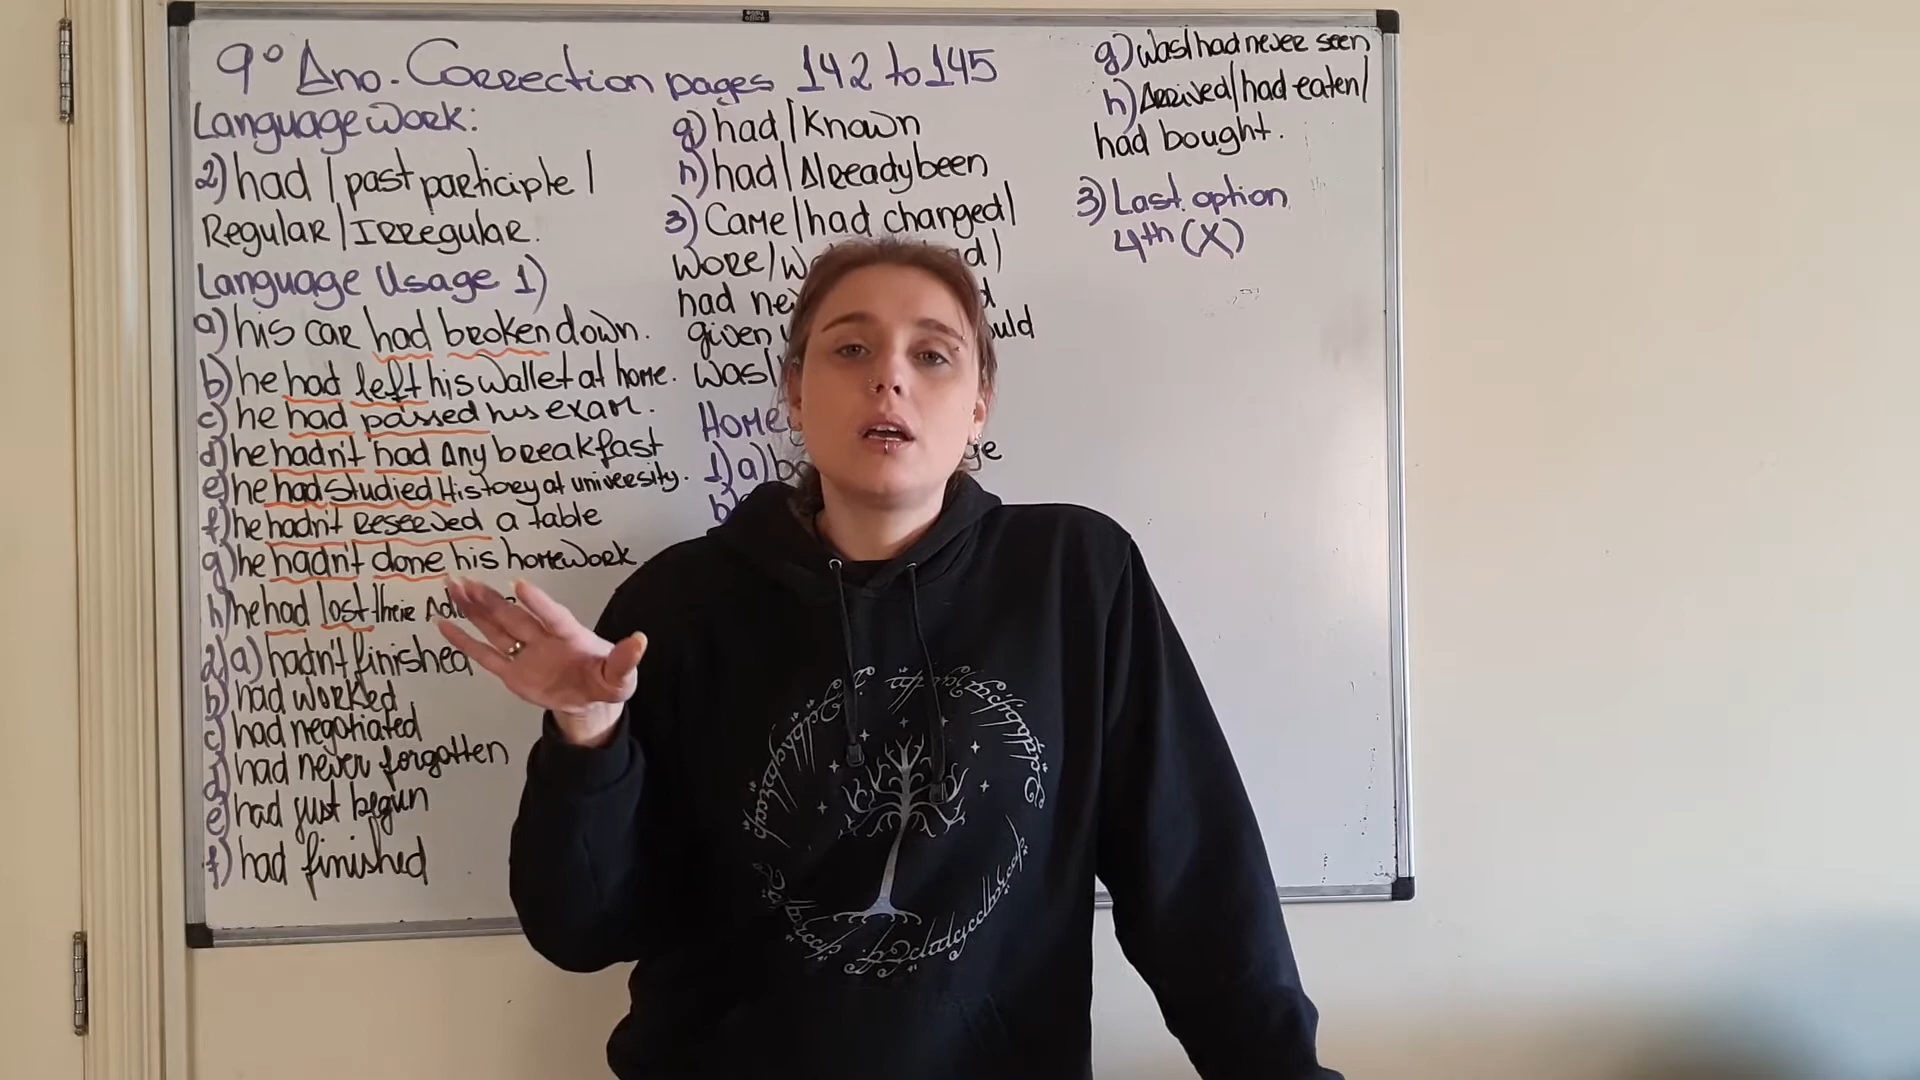 9º Ano. Correction pages 142 to 145
Language Work:
2) had | past participle |
Regular | Irregular.
Language Usage 1)
a) his car had broken down.
b) he had left his wallet at home.
c) he had passed his exam.
d) he hadn't had any breakfast
e) he had studied History at university.
f) he hadn't reserved a table
g) he hadn't done his homework.
h) he had lost their
2) a) hadn't finished
b) had worked
c) had negotiated
d) had never forgotten
e) had just begun
f) had finished
g) had | known
h) had | Already been
3) Came | had changed |
Wore |
had
given
was |
1) a)
b)
g) was | had never seen
h) Arrived | had eaten |
had bought.
3) Last option
4th (X)